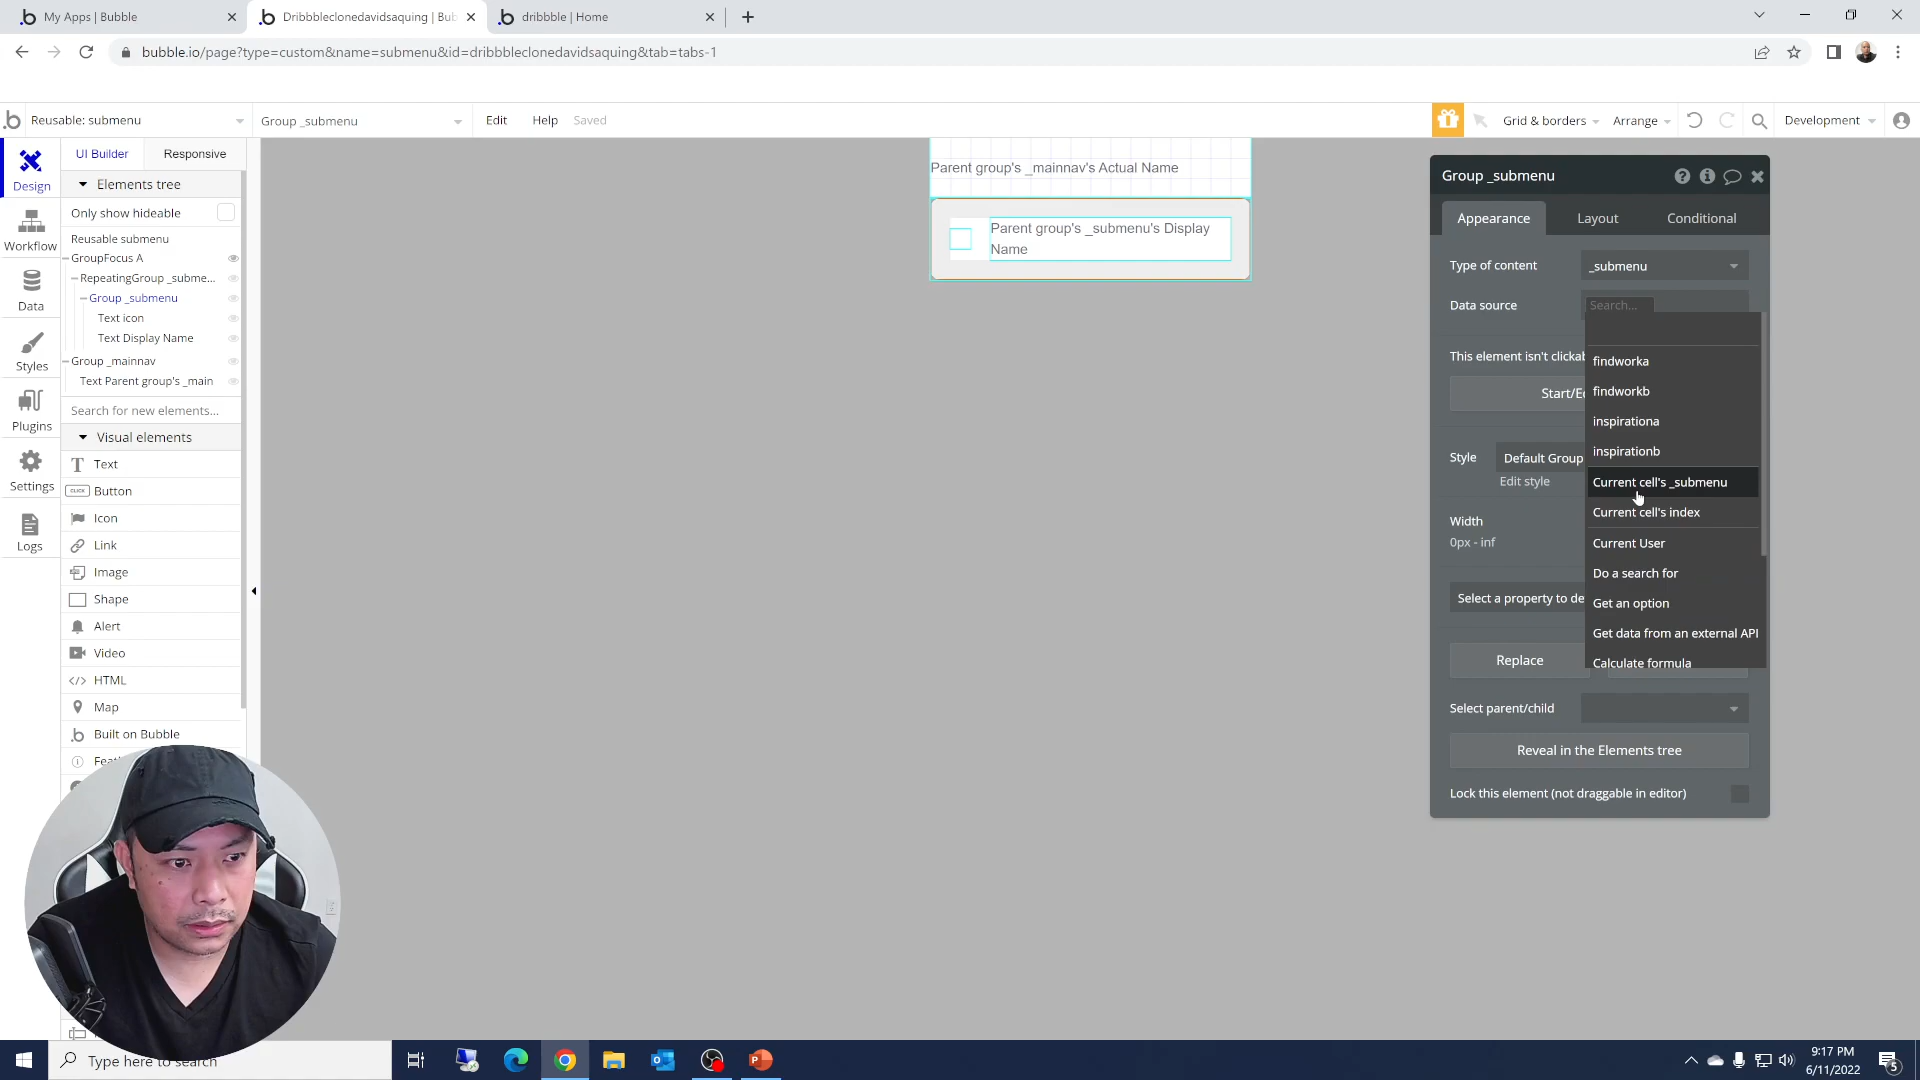 My Apps | Bubble
Dribbbleclonedavidsaquing | Bub
dribbble | Home
bubble.io/page?type=custom&name=submenu&id=dribbbleclonedavidsaquing&tab=tabs-1
Reusable: submenu
Group _submenu
Edit
Help
Saved
Grid & borders
Arrange
Development
Design
Workflow
Data
Styles
Plugins
Settings
Logs
UI Builder
Responsive
Elements tree
Only show hideable
Reusable submenu
GroupFocus A
RepeatingGroup _subme...
Group _submenu
Text icon
Text Display Name
Group _mainnav
Text Parent group's _main
Search for new elements...
Visual elements
Text
Button
CLICK
Icon
Link
Image
Shape
Alert
Video
HTML
Map
Built on Bubble
Parent group's _mainnav's Actual Name
Parent group's _submenu's Display
Name
Group _submenu
Appearance
Layout
Conditional
Type of content
_submenu
Data source
Search...
This element isn't clickab
Start/Ed
Style
Default Group
Edit style
Width
0px - inf
Select a property to de
Replace
Select parent/child
Reveal in the Elements tree
Lock this element (not draggable in editor)
findworka
findworkb
inspirationa
inspirationb
Current cell's _submenu
Current cell's index
Current User
Do a search for
Get an option
Get data from an external API
Calculate formula
Type here to search
9:17 PM
6/11/2022
5